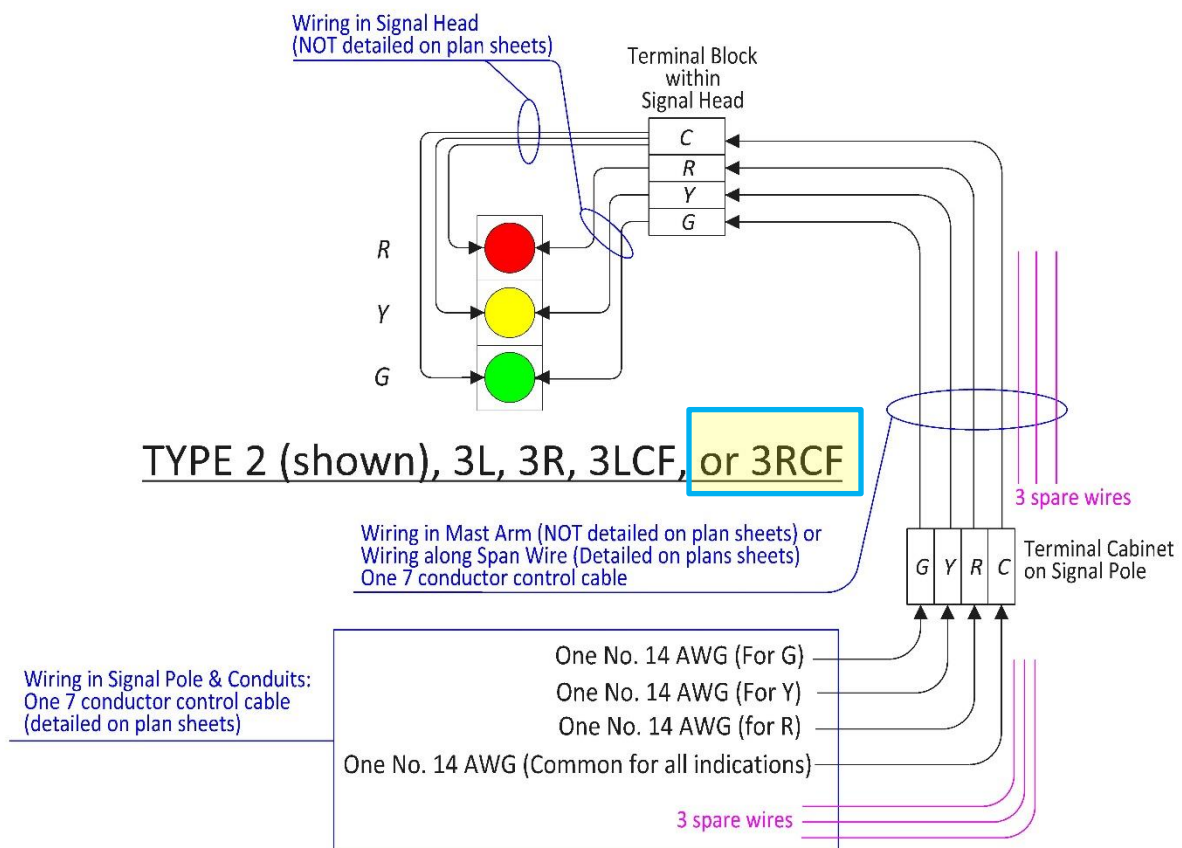 Wiring in Signal Head
(NOT detailed on plan sheets)
Terminal Block
within
Signal Head
C
R
Y
G
R
Y
G
TYPE 2 (shown), 3L, 3R, 3LCF, or 3RCF
3 spare wires
Wiring in Mast Arm (NOT detailed on plan sheets) or
Wiring along Span Wire (Detailed on plans sheets)
One 7 conductor control cable
G Y R C
Terminal Cabinet
on Signal Pole
Wiring in Signal Pole & Conduits:
One 7 conductor control cable
(detailed on plan sheets)
One No. 14 AWG (For G)
One No. 14 AWG (For Y)
One No. 14 AWG (for R)
One No. 14 AWG (Common for all indications)
3 spare wires